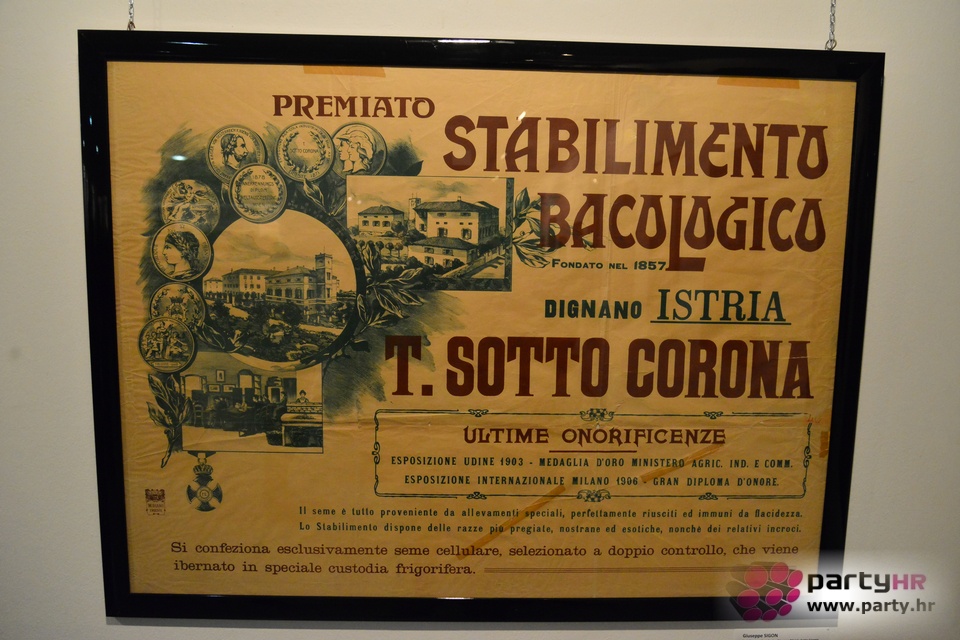 PREMIATO
STABILIMENTO
BACOLOGICO
FONDATO NEL 1857
DIGNANO ISTRIA
T. SOTTO CORONA
ULTIME ONORIFICENZE
ESPOSIZIONE UDINE 1903 - MEDAGLIA D'ORO MINISTERO AGRIC. IND. E COMM.
ESPOSIZIONE INTERNAZIONALE MILANO 1906 - GRAN DIPLOMA D'ONORE.
Il seme è tutto proveniente da allevamenti speciali, perfettamente riusciti ed immuni da flacidezza.
Lo Stabilimento dispone delle razze più pregiate, nostrane ed esotiche, nonchè dei relativi incroci.
Si confeziona esclusivamente seme cellulare, selezionato a doppio controllo, che viene
ibernato in speciale custodia frigorifera.
partyHR
www.party.hr
Giuseppe SIGON